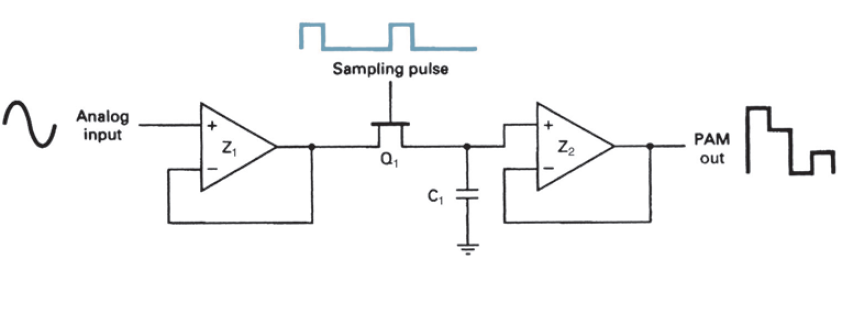 Sampling pulse
Analog
input
+
Z₁
−
Q₁
C₁
+
Z₂
−
PAM
out